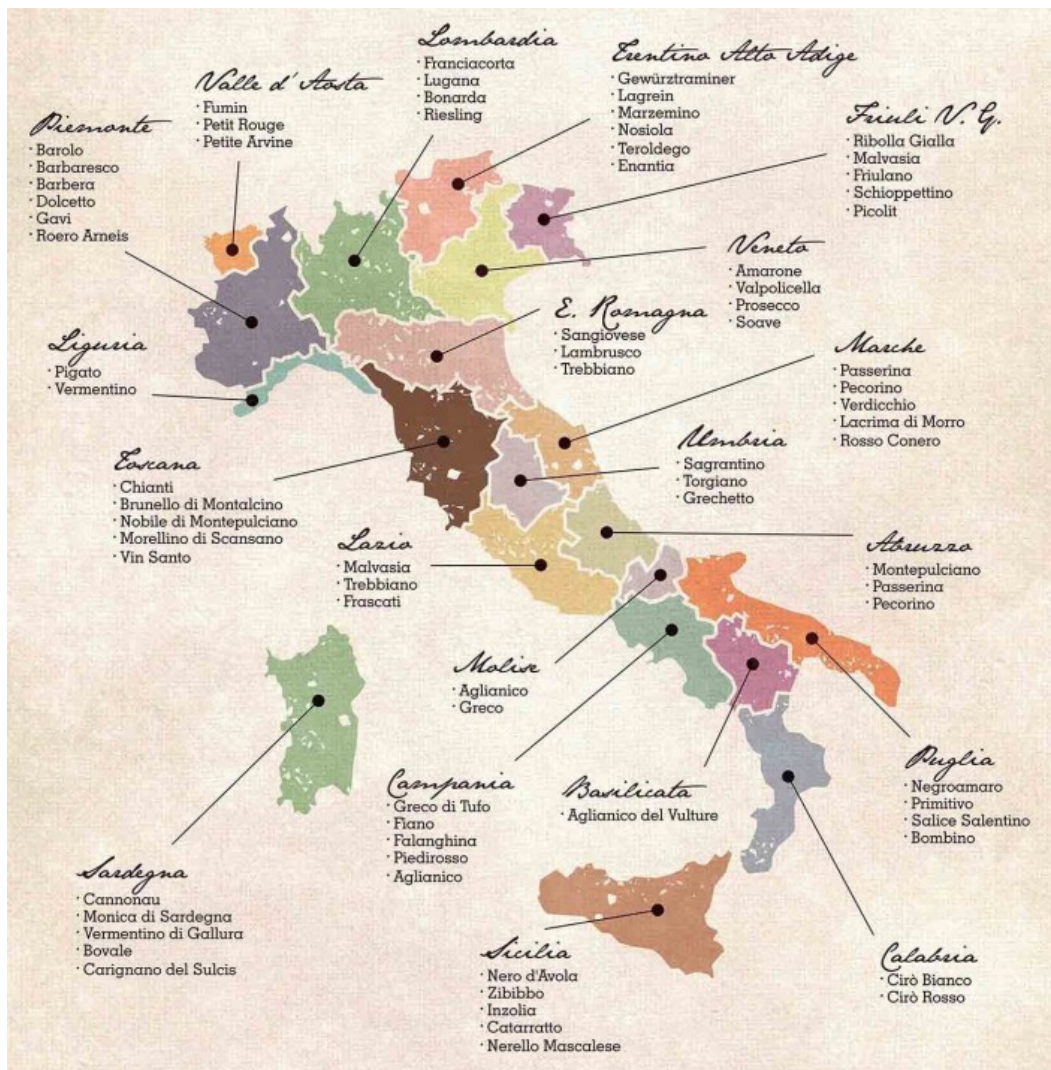 Lombardia
· Franciacorta
· Lugana
· Bonarda
· Riesling
Trentino Alto Adige
· Gewürztraminer
· Lagrein
· Marzemino
· Nosiola
· Teroldego
· Enantia
Valle d'Aosta
· Fumin
· Petit Rouge
· Petite Arvine
Friuli V. G.
· Ribolla Gialla
· Malvasia
· Friulano
· Schioppettino
· Picolit
Piemonte
· Barolo
· Barbaresco
· Barbera
· Dolcetto
· Gavi
· Roero Arneis
Veneto
· Amarone
· Valpolicella
· Prosecco
· Soave
E. Romagna
· Sangiovese
· Lambrusco
· Trebbiano
Liguria
· Pigato
· Vermentino
Marche
· Passerina
· Pecorino
· Verdicchio
· Lacrima di Morro
· Rosso Conero
Umbria
· Sagrantino
· Torgiano
· Grechetto
Toscana
· Chianti
· Brunello di Montalcino
· Nobile di Montepulciano
· Morellino di Scansano
· Vin Santo
Lazio
· Malvasia
· Trebbiano
· Frascati
Abruzzo
· Montepulciano
· Passerina
· Pecorino
Molise
· Aglianico
· Greco
Puglia
· Negroamaro
· Primitivo
· Salice Salentino
· Bombino
Campania
· Greco di Tufo
· Fiano
· Falanghina
· Piedirosso
· Aglianico
Basilicata
· Aglianico del Vulture
Sardegna
· Cannonau
· Monica di Sardegna
· Vermentino di Gallura
· Bovale
· Carignano del Sulcis
Sicilia
· Nero d'Avola
· Zibibbo
· Inzolia
· Catarratto
· Nerello Mascalese
Calabria
· Cirò Bianco
· Cirò Rosso